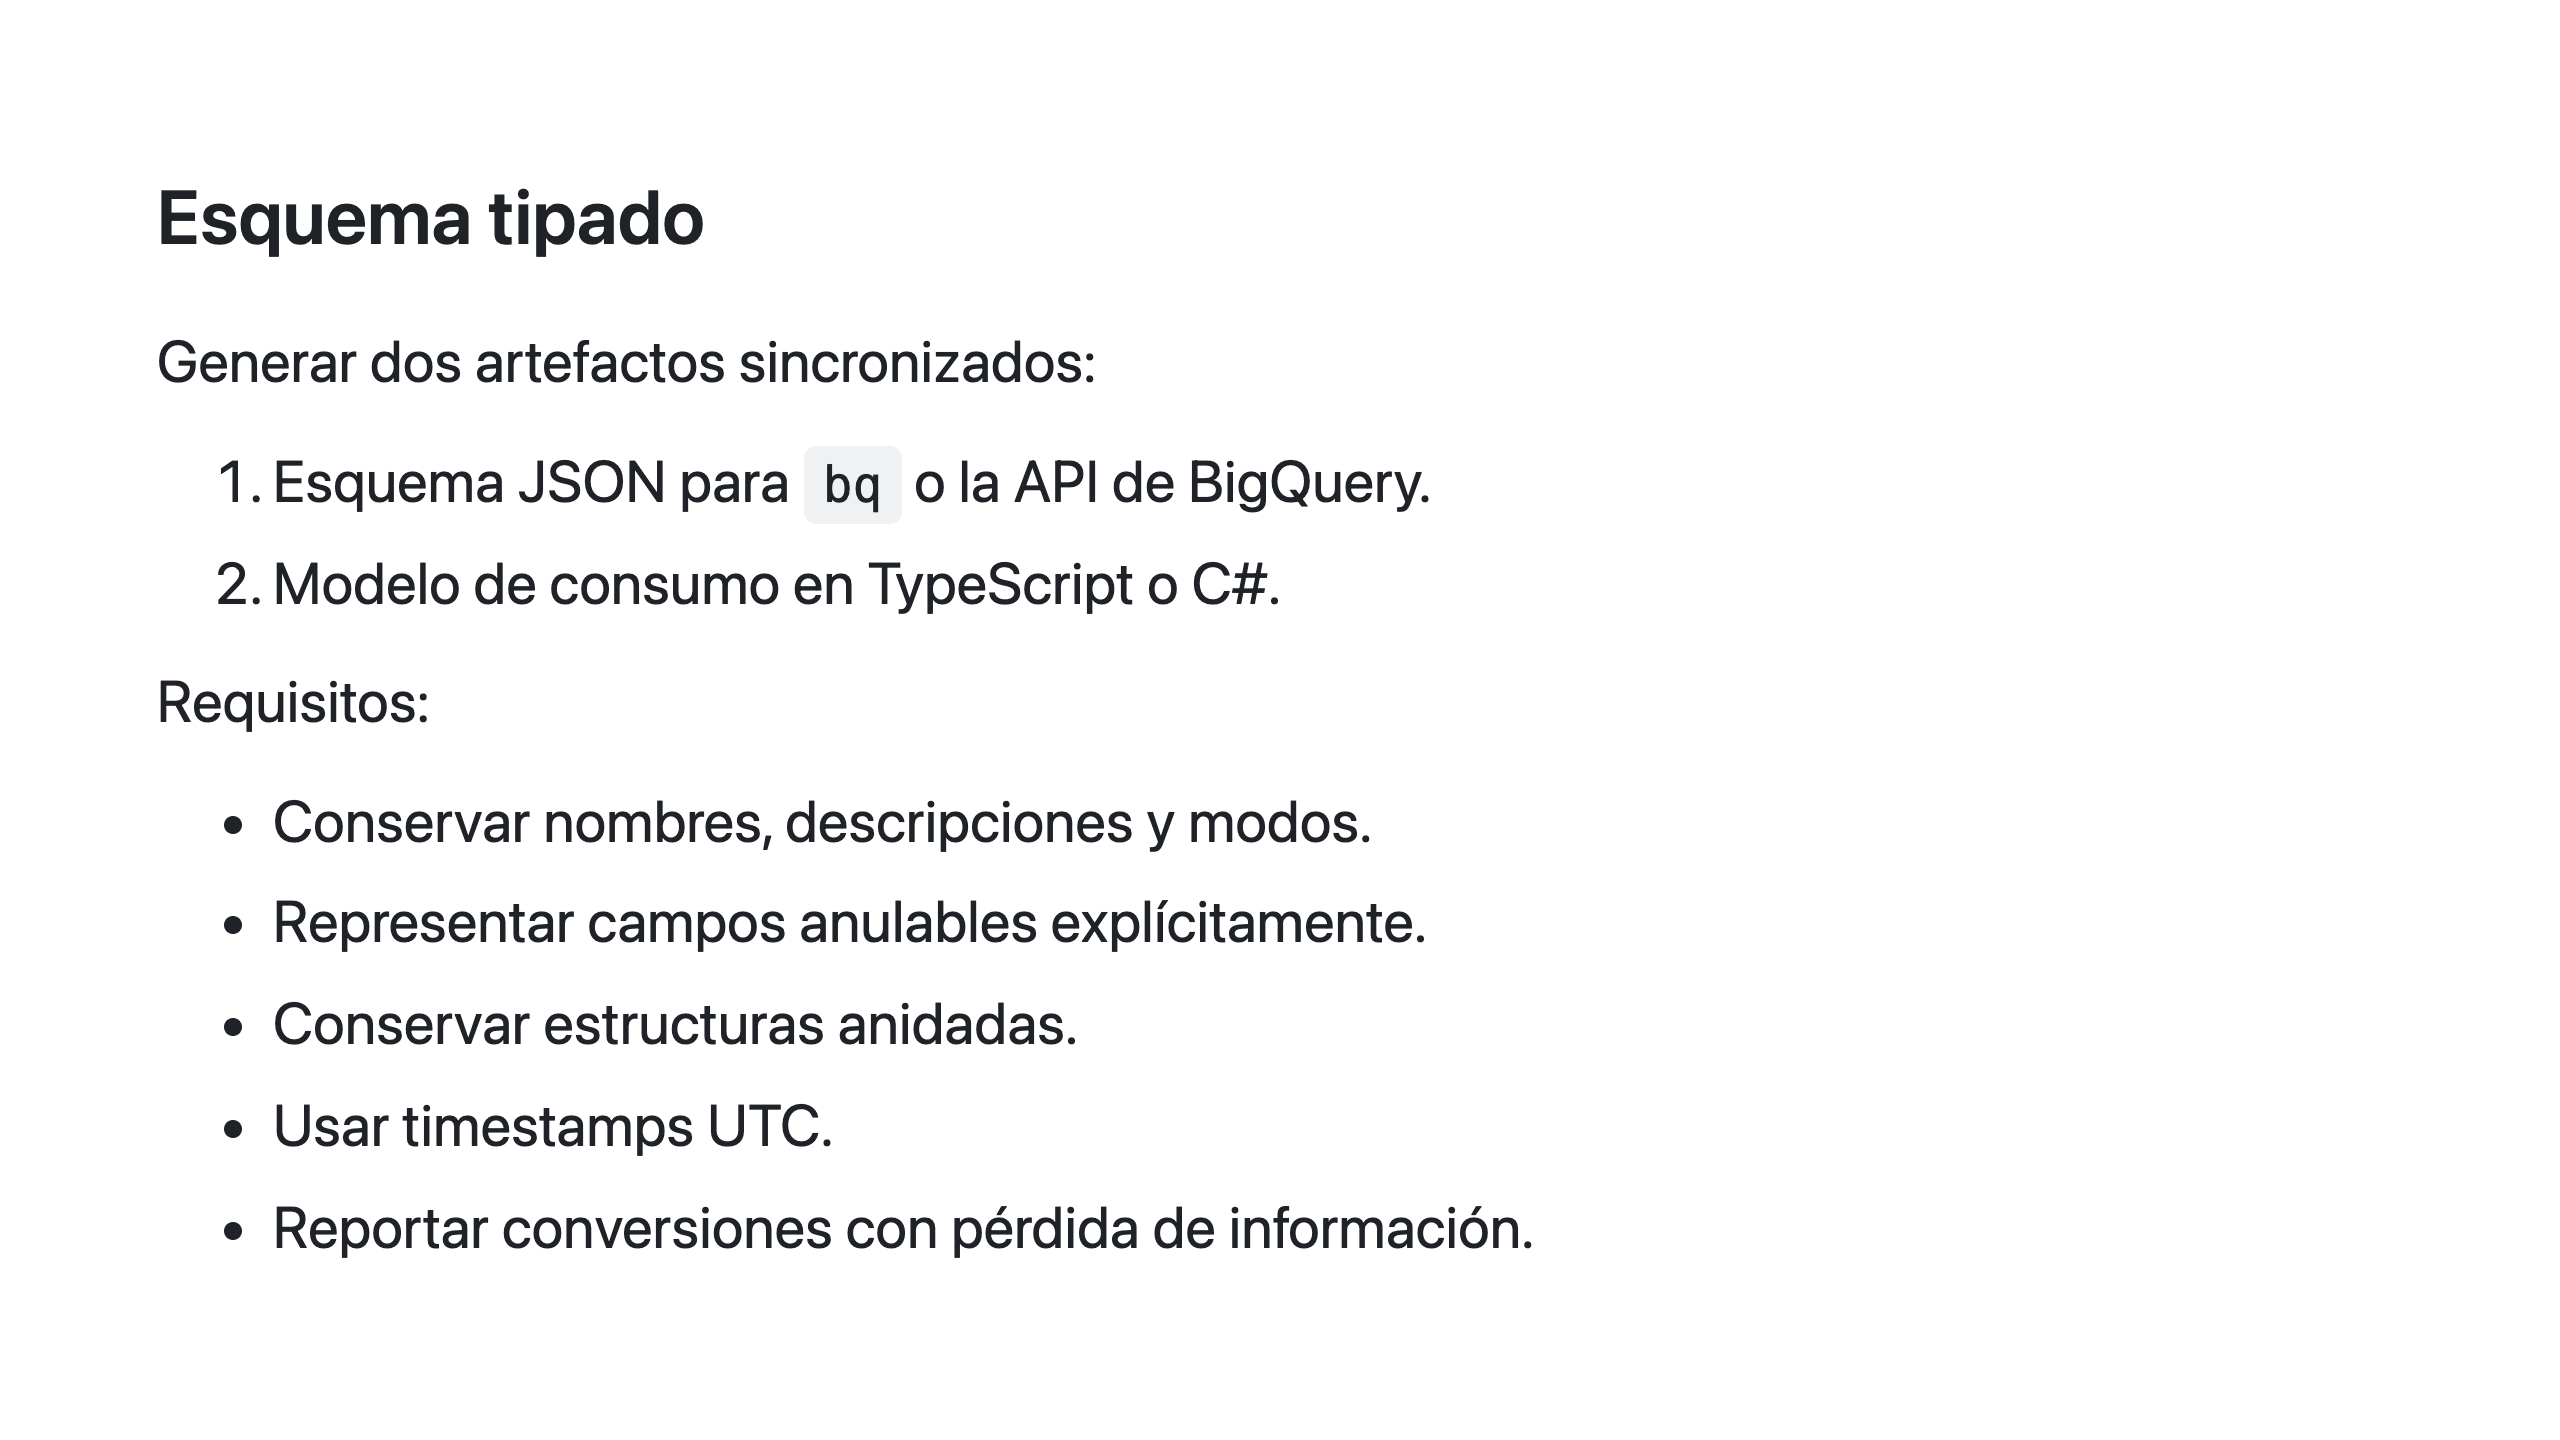 Esquema tipado
Generar dos artefactos sincronizados:
1. Esquema JSON para bq o la API de BigQuery.
2. Modelo de consumo en TypeScript o C#.
Requisitos:
• Conservar nombres, descripciones y modos.
• Representar campos anulables explícitamente.
• Conservar estructuras anidadas.
• Usar timestamps UTC.
• Reportar conversiones con pérdida de información.